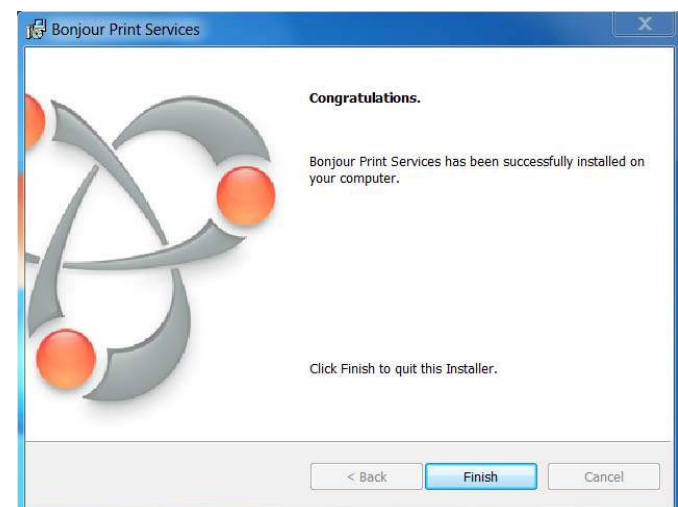 Bonjour Print Services
X
Congratulations.
Bonjour Print Services has been successfully installed on
your computer.
Click Finish to quit this Installer.
< Back
Finish
Cancel